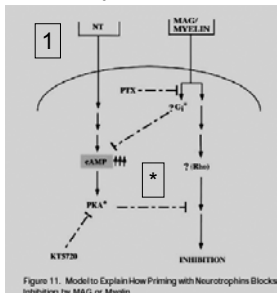 1
NT
MAG/
MYELIN
PTX
? Gi*
cAMP
*
? (Rho)
PKA*
KT5720
INHIBITION
Figure 11. Model to Explain How Priming with Neurotrophins Blocks
Inhibition by MAG or Myelin